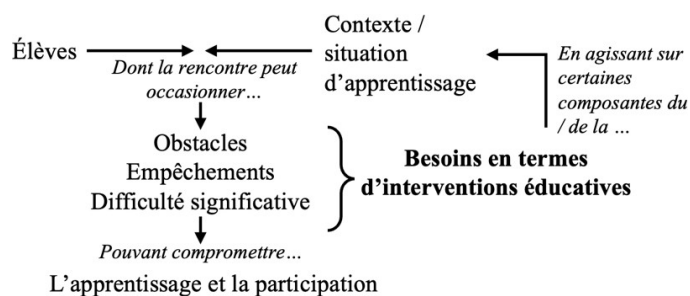 Élèves
Contexte /
situation
d'apprentissage
En agissant sur
certaines
composantes du
/ de la …
Dont la rencontre peut
occasionner…
Obstacles
Empêchements
Difficulté significative
Besoins en termes
d'interventions éducatives
Pouvant compromettre…
L'apprentissage et la participation